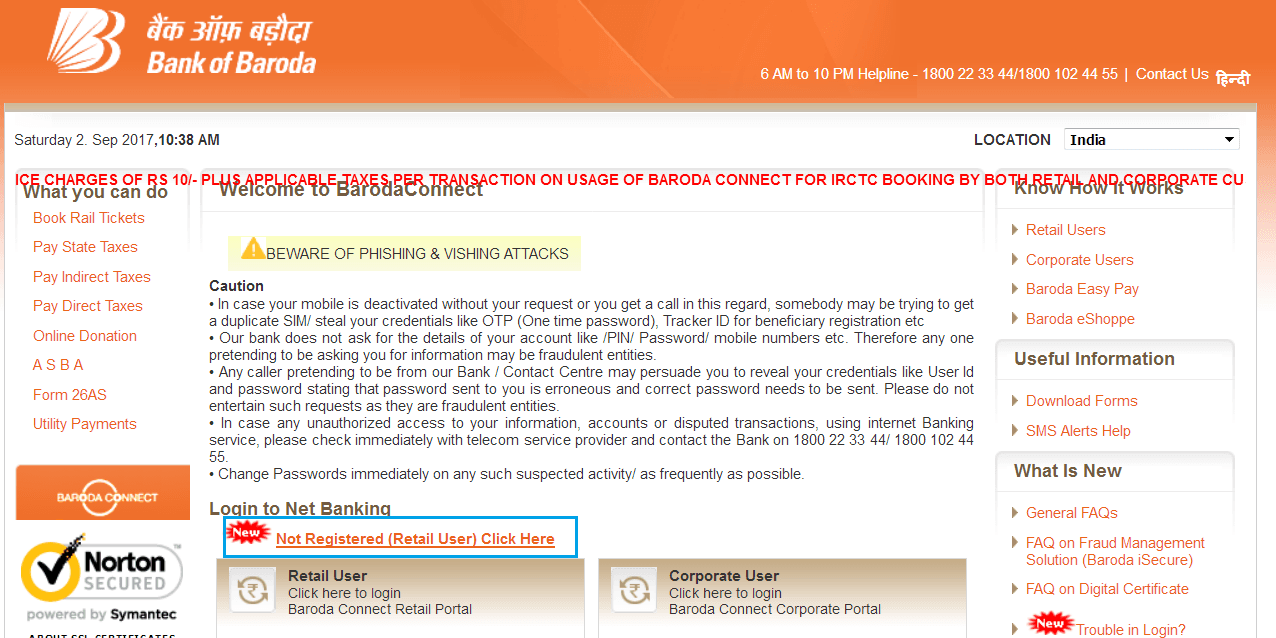 बैंक ऑफ़ बड़ौदा
Bank of Baroda
6 AM to 10 PM Helpline - 1800 22 33 44/1800 102 44 55 | Contact Us हिन्दी
Saturday 2. Sep 2017,10:38 AM
LOCATION India
ICE CHARGES OF RS 10/- PLUS APPLICABLE TAXES PER TRANSACTION ON USAGE OF BARODA CONNECT FOR IRCTC BOOKING BY BOTH RETAIL AND CORPORATE CU
What you can do
Book Rail Tickets
Pay State Taxes
Pay Indirect Taxes
Pay Direct Taxes
Online Donation
A S B A
Form 26AS
Utility Payments
BARODA CONNECT
Norton
SECURED
powered by Symantec
ABOUT SSL CERTIFICATES
Welcome to BarodaConnect
BEWARE OF PHISHING & VISHING ATTACKS
Caution
• In case your mobile is deactivated without your request or you get a call in this regard, somebody may be trying to get
a duplicate SIM/ steal your credentials like OTP (One time password), Tracker ID for beneficiary registration etc
• Our bank does not ask for the details of your account like /PIN/ Password/ mobile numbers etc. Therefore any one
pretending to be asking you for information may be fraudulent entities.
• Any caller pretending to be from our Bank / Contact Centre may persuade you to reveal your credentials like User Id
and password stating that password sent to you is erroneous and correct password needs to be sent. Please do not
entertain such requests as they are fraudulent entities.
• In case any unauthorized access to your information, accounts or disputed transactions, using internet Banking
service, please check immediately with telecom service provider and contact the Bank on 1800 22 33 44/ 1800 102 44
55.
• Change Passwords immediately on any such suspected activity/ as frequently as possible.
Login to Net Banking
New Not Registered (Retail User) Click Here
Retail User
Click here to login
Baroda Connect Retail Portal
Corporate User
Click here to login
Baroda Connect Corporate Portal
Know How It Works
Retail Users
Corporate Users
Baroda Easy Pay
Baroda eShoppe
Useful Information
Download Forms
SMS Alerts Help
What Is New
General FAQs
FAQ on Fraud Management
Solution (Baroda iSecure)
FAQ on Digital Certificate
New Trouble in Login?